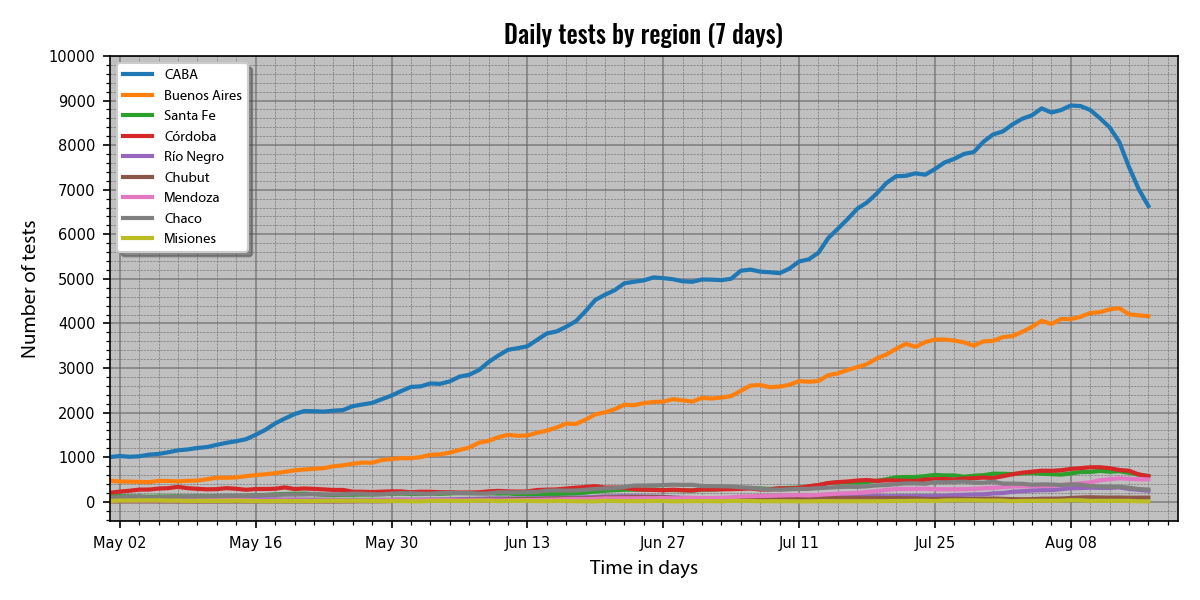 Daily tests by region (7 days)
10000
9000
8000
7000
6000
5000
4000
3000
2000
1000
0
Number of tests
CABA
Buenos Aires
Santa Fe
Córdoba
Río Negro
Chubut
Mendoza
Chaco
Misiones
May 02 May 16 May 30 Jun 13 Jun 27 Jul 11 Jul 25 Aug 08
Time in days